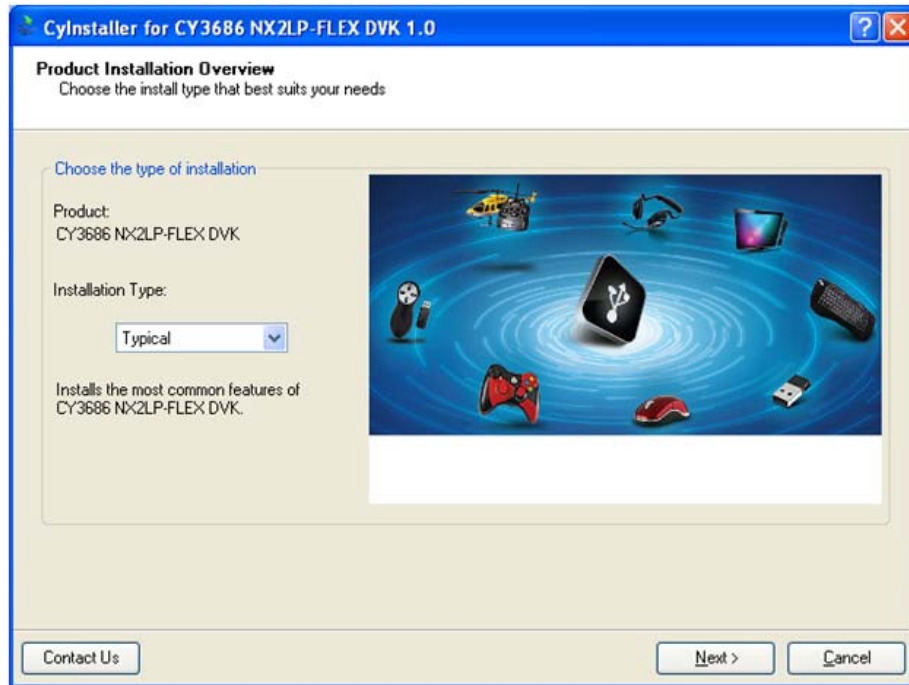 CyInstaller for CY3686 NX2LP-FLEX DVK 1.0
Product Installation Overview
Choose the install type that best suits your needs
Choose the type of installation
Product:
CY3686 NX2LP-FLEX DVK
Installation Type:
Typical
Installs the most common features of
CY3686 NX2LP-FLEX DVK.
Contact Us
Next >
Cancel